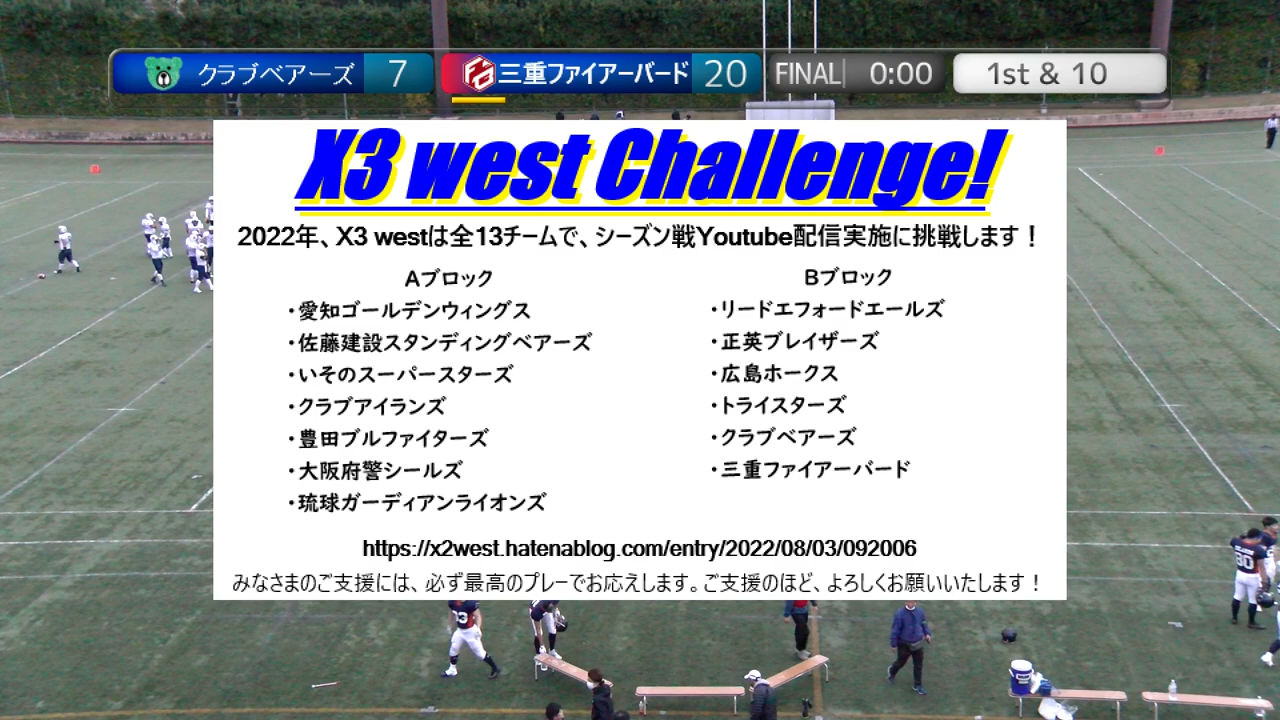 クラブベアーズ 7 三重ファイアーバード 20 FINAL 0:00 1st & 10
X3 west Challenge!
2022年、X3 westは全13チームで、シーズン戦Youtube配信実施に挑戦します！
Aブロック
・愛知ゴールデンウィングス
・佐藤建設スタンディングベアーズ
・いそのスーパースターズ
・クラブアイランズ
・豊田ブルファイターズ
・大阪府警シールズ
・琉球ガーディアンライオンズ
Bブロック
・リードエフォードエールズ
・正英ブレイザーズ
・広島ホークス
・トライスターズ
・クラブベアーズ
・三重ファイアーバード
https://x2west.hatenablog.com/entry/2022/08/03/092006
みなさまのご支援には、必ず最高のプレーでお応えします。ご支援のほど、よろしくお願いいたします！